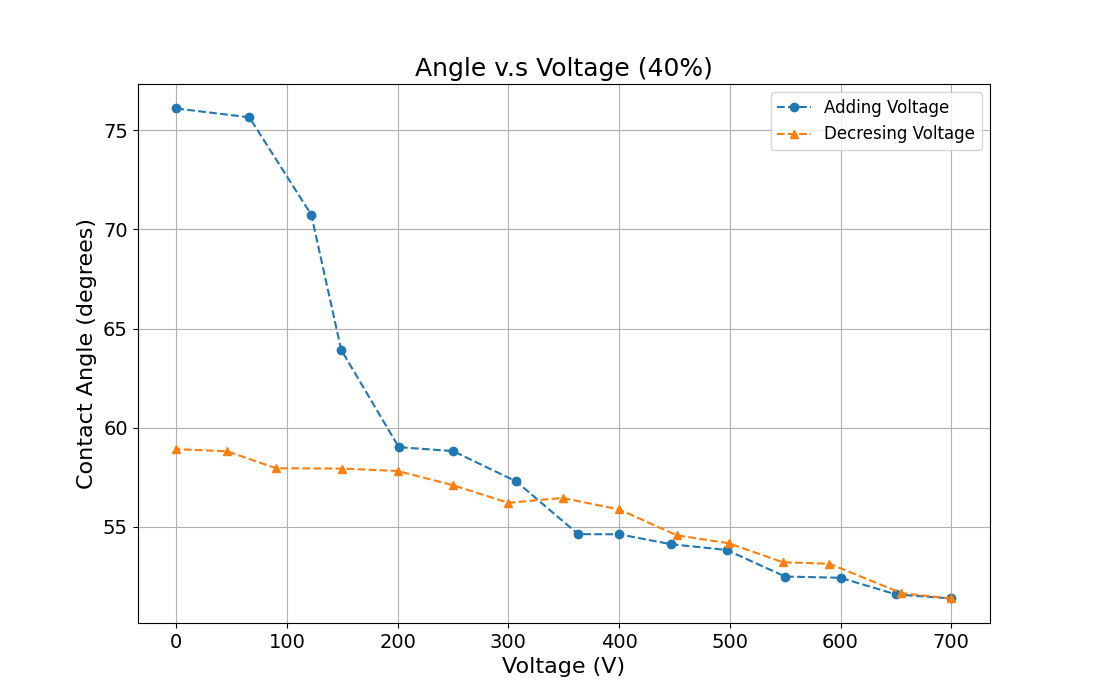 Angle v.s Voltage (40%)
Adding Voltage
Decresing Voltage
Contact Angle (degrees)
75
70
65
60
55
0 100 200 300 400 500 600 700
Voltage (V)